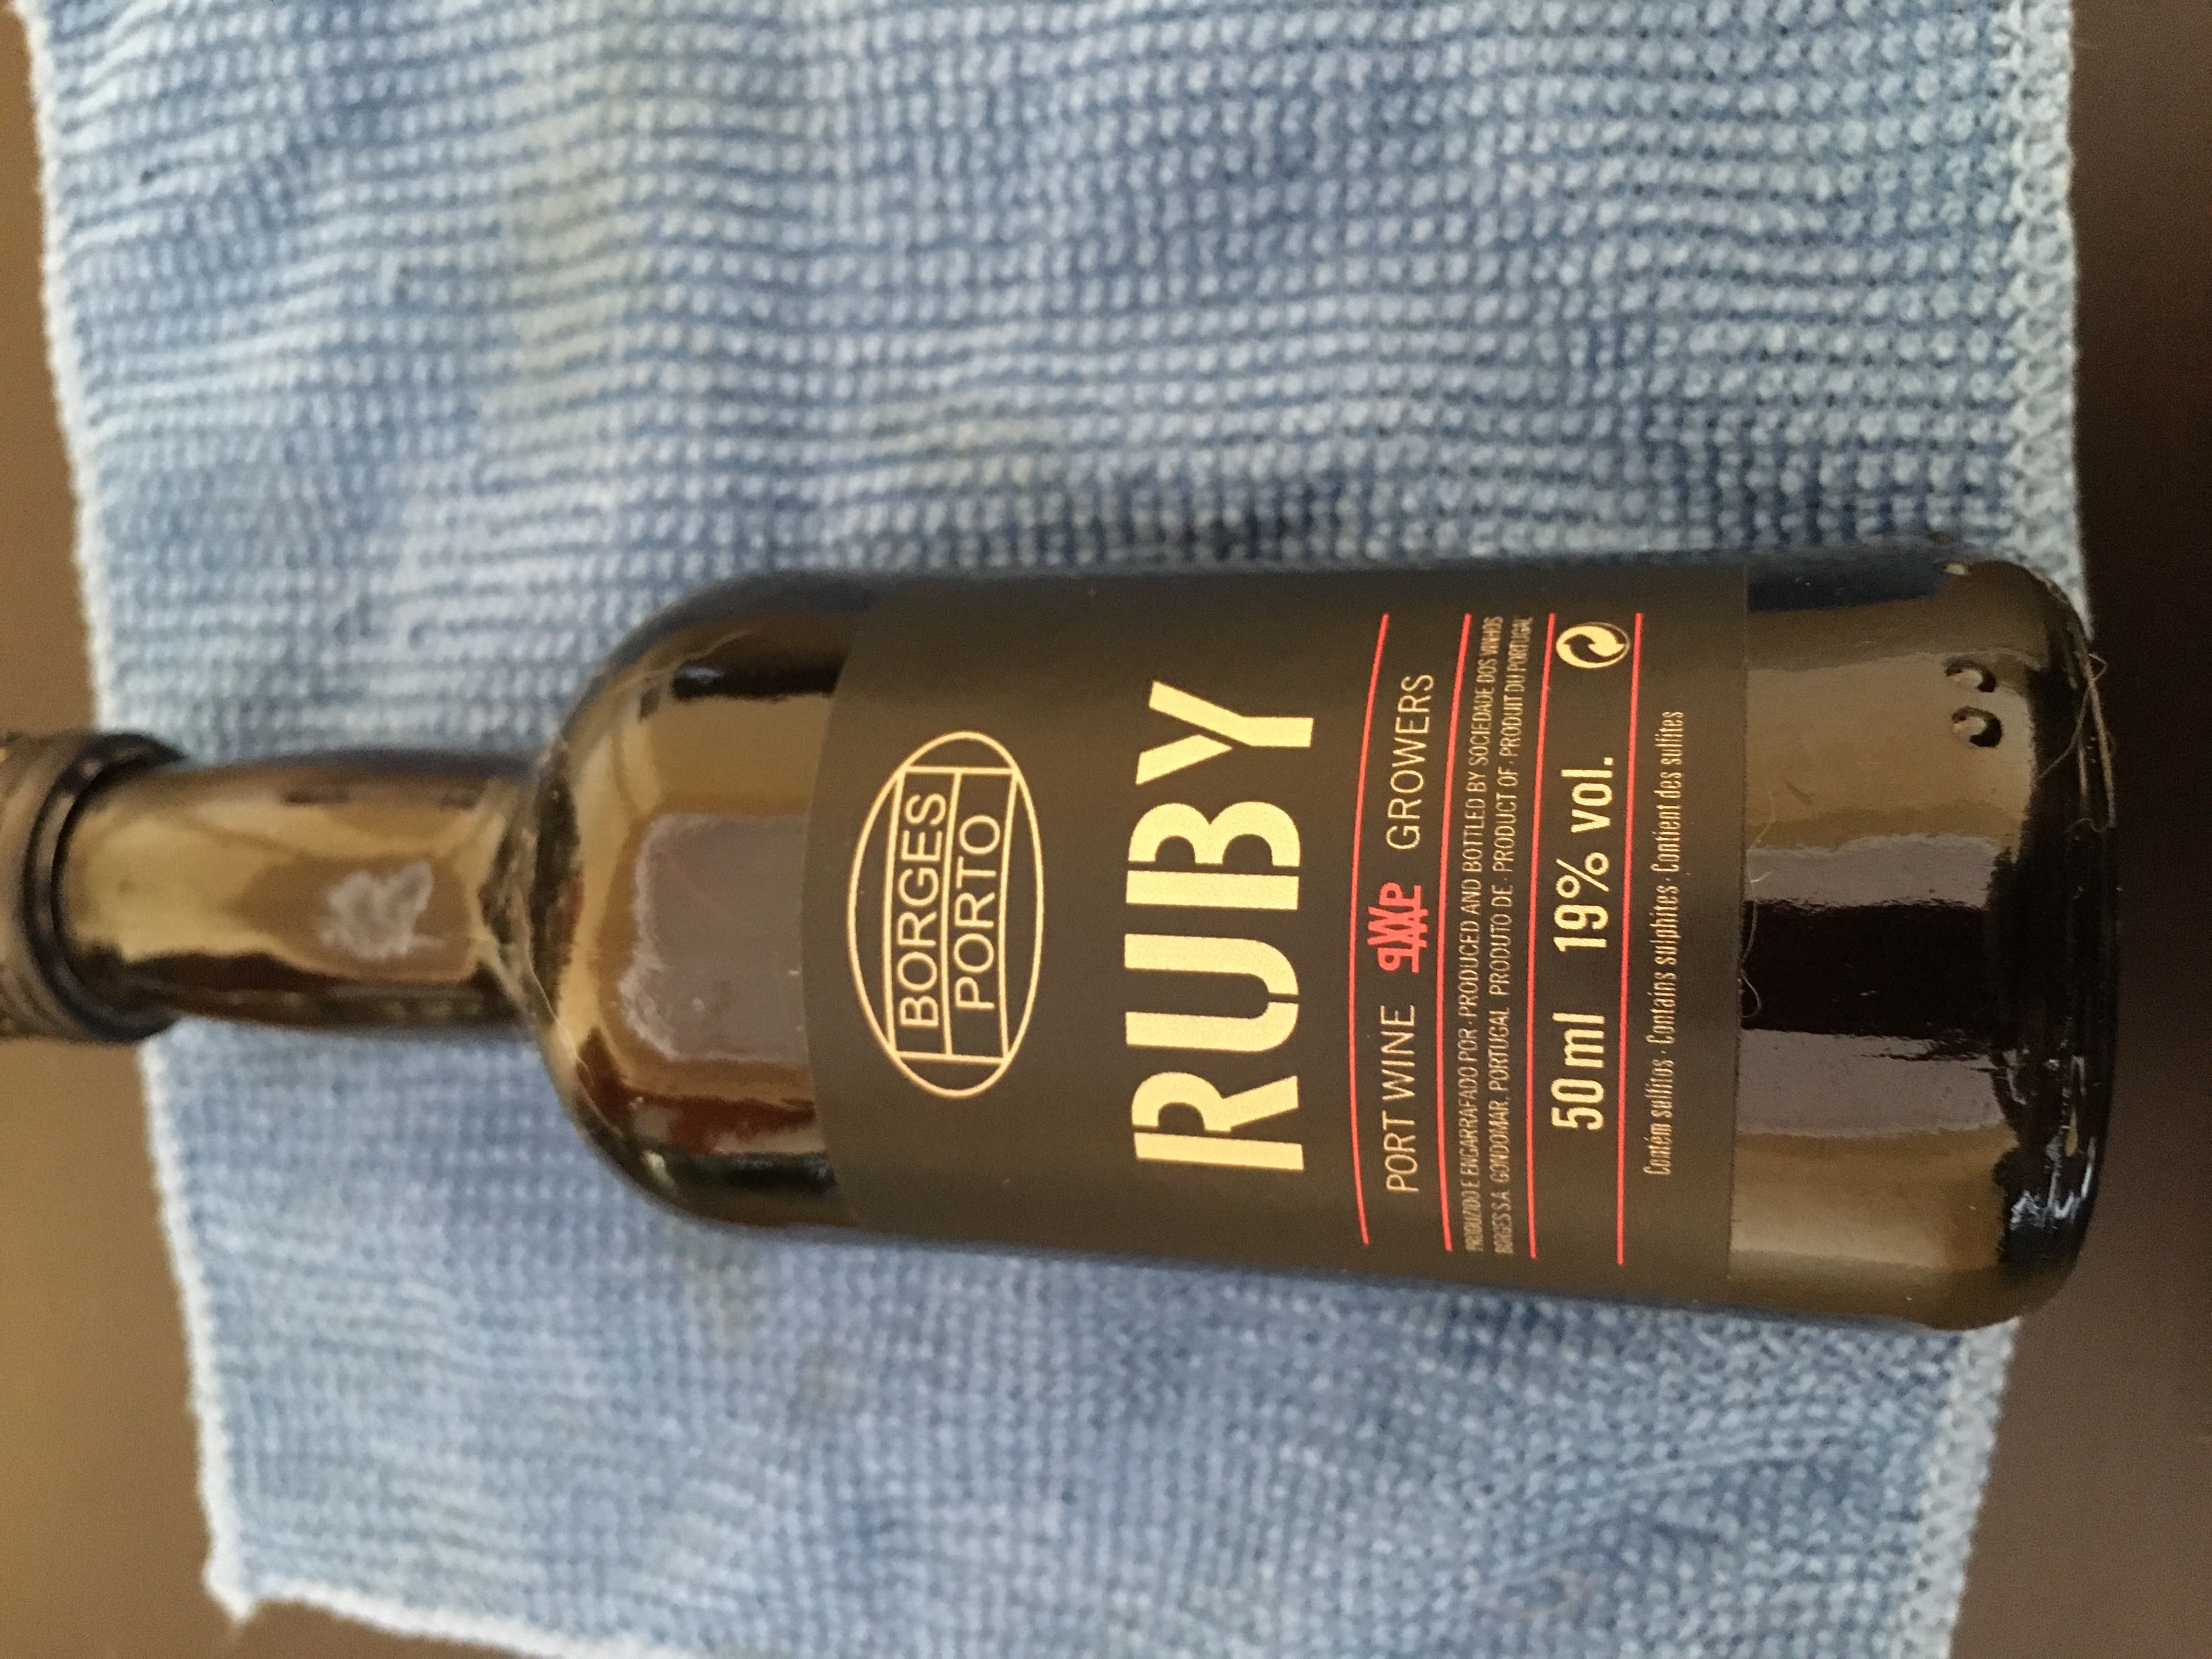 BORGES
PORTO
RUBY
PORT WINE GROWERS
PRODUZIDO E ENGARRAFADO POR · PRODUCED AND BOTTLED BY SOCIEDADE DOS VINHOS
BORGES S.A. GONDOMAR, PORTUGAL PRODUTO DE · PRODUCT OF · PRODUIT DU PORTUGAL
50 ml 19% vol.
Contém sulfitos · Contains sulphites · Contient des sulfites